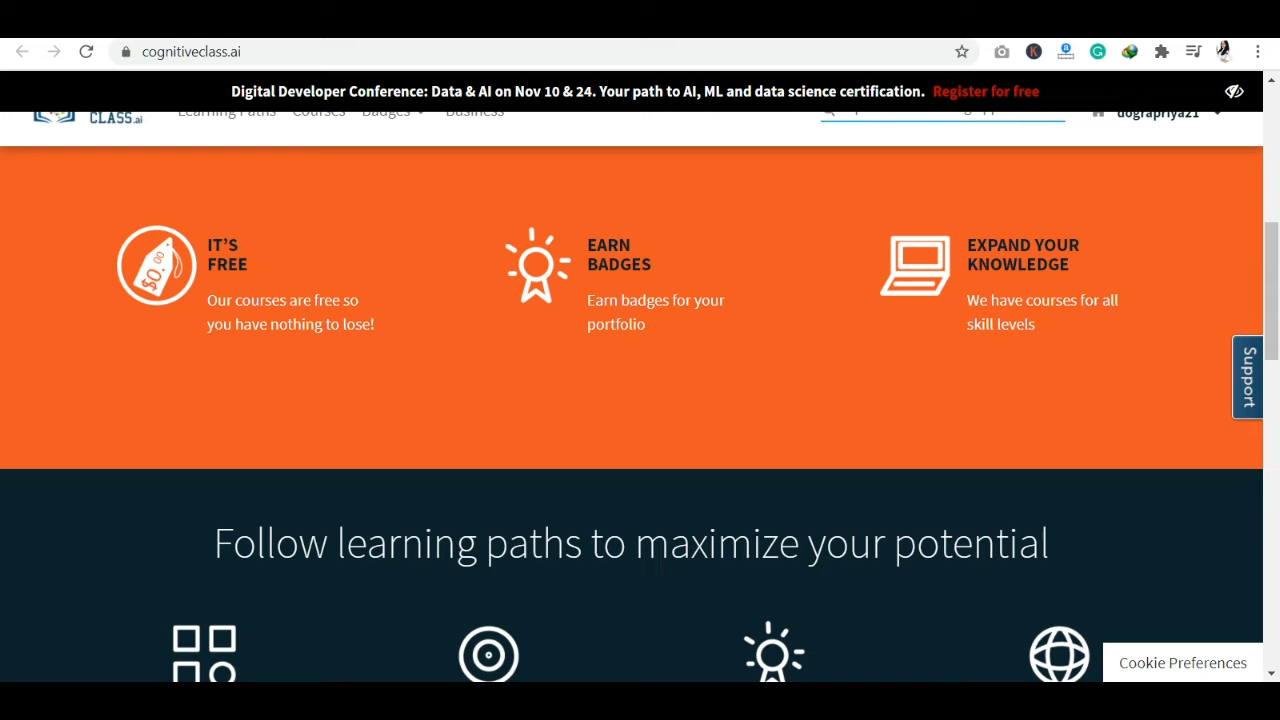 cognitiveclass.ai
Digital Developer Conference: Data & AI on Nov 10 & 24. Your path to AI, ML and data science certification. Register for free
CLASS.ai Learning Paths Courses Badges Business dograpriya21
IT'S
FREE
Our courses are free so
you have nothing to lose!
EARN
BADGES
Earn badges for your
portfolio
EXPAND YOUR
KNOWLEDGE
We have courses for all
skill levels
Support
Follow learning paths to maximize your potential
Cookie Preferences